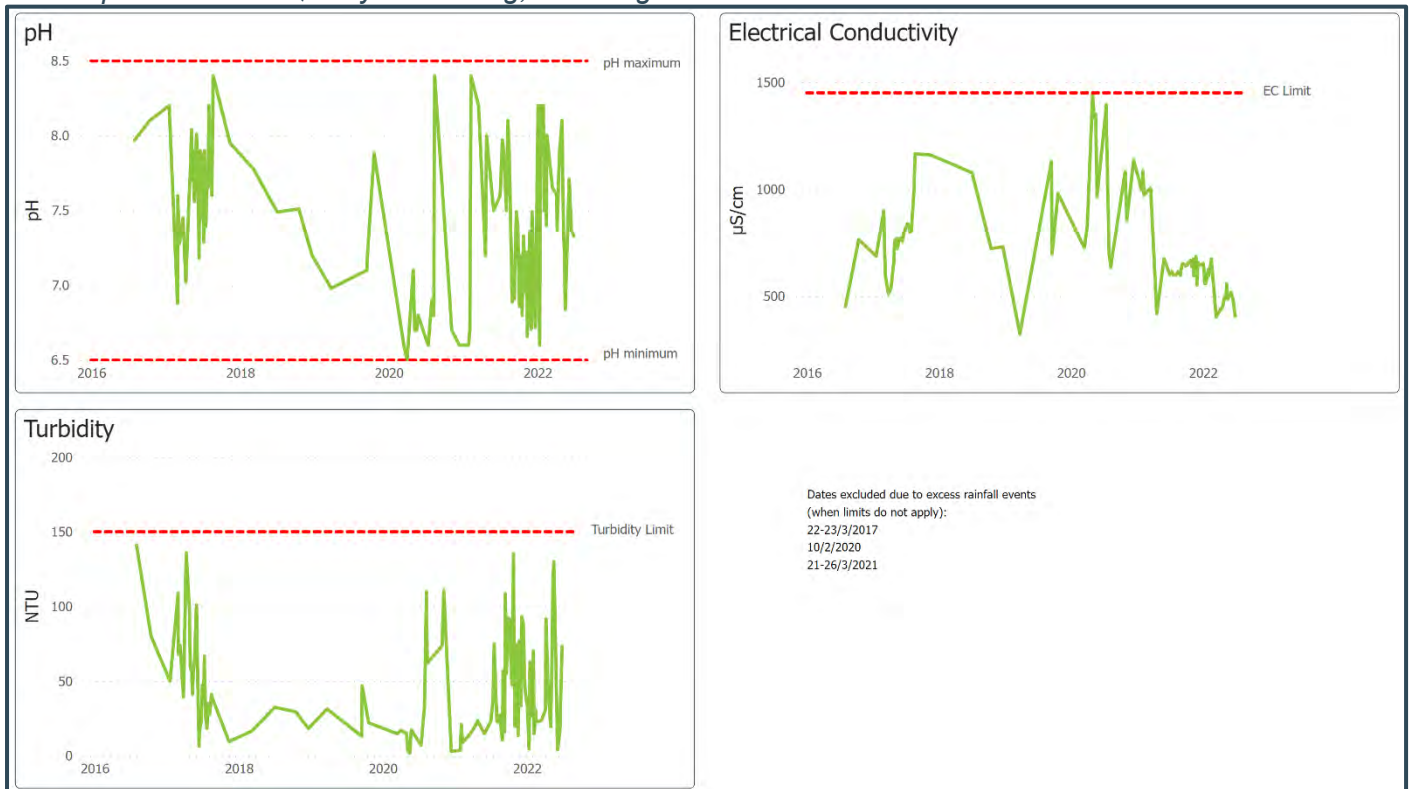 pH
8.5
pH maximum
8.0
7.5
pH
7.0
6.5
pH minimum
2016 2018 2020 2022
Electrical Conductivity
1500
EC Limit
1000
µS/cm
500
2016 2018 2020 2022
Turbidity
200
150
Turbidity Limit
100
NTU
50
0
2016 2018 2020 2022
Dates excluded due to excess rainfall events
(when limits do not apply):
22-23/3/2017
10/2/2020
21-26/3/2021